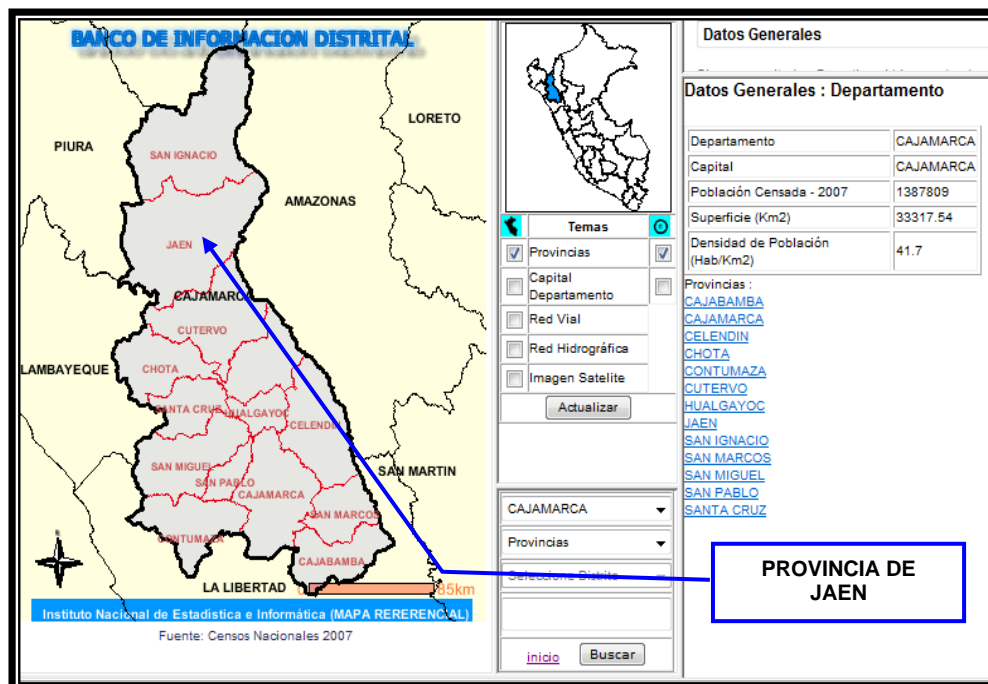 BANCO DE INFORMACION DISTRITAL
PIURA
LORETO
SAN IGNACIO
AMAZONAS
JAEN
CAJAMARCA
CUTERVO
LAMBAYEQUE
CHOTA
SANTA CRUZ
HUALGAYOC
CELENDIN
SAN MIGUEL
SAN PABLO
CAJAMARCA
SAN MARTIN
SAN MARCOS
CONTUMAZA
CAJABAMBA
LA LIBERTAD
0
85km
Instituto Nacional de Estadística e Informática (MAPA RERERENCIAL)
Fuente: Censos Nacionales 2007
Temas
Provincias
Capital
Departamento
Red Vial
Red Hidrográfica
Imagen Satelite
Actualizar
CAJAMARCA
Provincias
Seleccione Distrito
inicio
Buscar
Datos Generales
Datos Generales : Departamento
Departamento CAJAMARCA
Capital CAJAMARCA
Población Censada - 2007 1387809
Superficie (Km2) 33317.54
Densidad de Población
(Hab/Km2) 41.7
Provincias :
CAJABAMBA
CAJAMARCA
CELENDIN
CHOTA
CONTUMAZA
CUTERVO
HUALGAYOC
JAEN
SAN IGNACIO
SAN MARCOS
SAN MIGUEL
SAN PABLO
SANTA CRUZ
PROVINCIA DE
JAEN